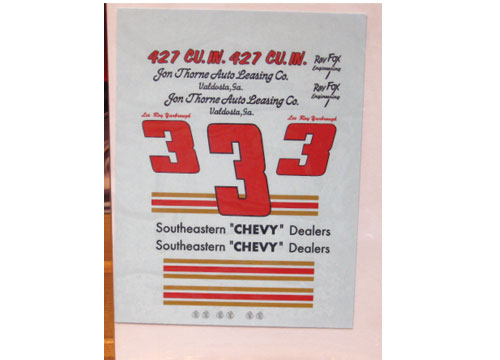 427 CU. IN. 427 CU. IN.
Ray Fox
Engineering
Jon Thorne Auto Leasing Co.
Valdosta, Ga.
Ray Fox
Engineering
Jon Thorne Auto Leasing Co.
Valdosta, Ga.
Lee Roy Yarbrough
Lee Roy Yarbrough
3
3
3
Southeastern "CHEVY" Dealers
Southeastern "CHEVY" Dealers